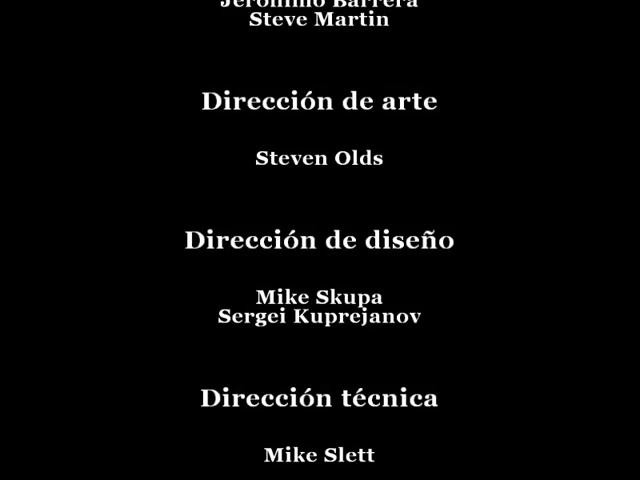 Jeronimo Barrera
Steve Martin
Dirección de arte
Steven Olds
Dirección de diseño
Mike Skupa
Sergei Kuprejanov
Dirección técnica
Mike Slett